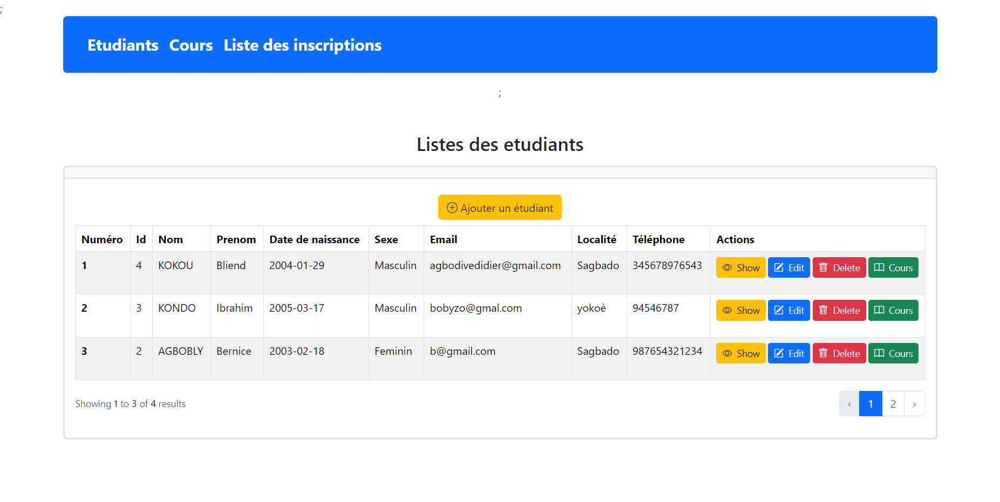 ;
Etudiants Cours Liste des inscriptions
;
Listes des etudiants
Ajouter un étudiant
Numéro Id Nom Prenom Date de naissance Sexe Email Localité Téléphone Actions
1 4 KOKOU Bliend 2004-01-29 Masculin agbodivedidier@gmail.com Sagbado 345678976543 Show Edit Delete Cours
2 3 KONDO Ibrahim 2005-03-17 Masculin bobyzo@gmal.com yokoè 94546787 Show Edit Delete Cours
3 2 AGBOBLY Bernice 2003-02-18 Feminin b@gmail.com Sagbado 987654321234 Show Edit Delete Cours
Showing 1 to 3 of 4 results ‹ 1 2 ›